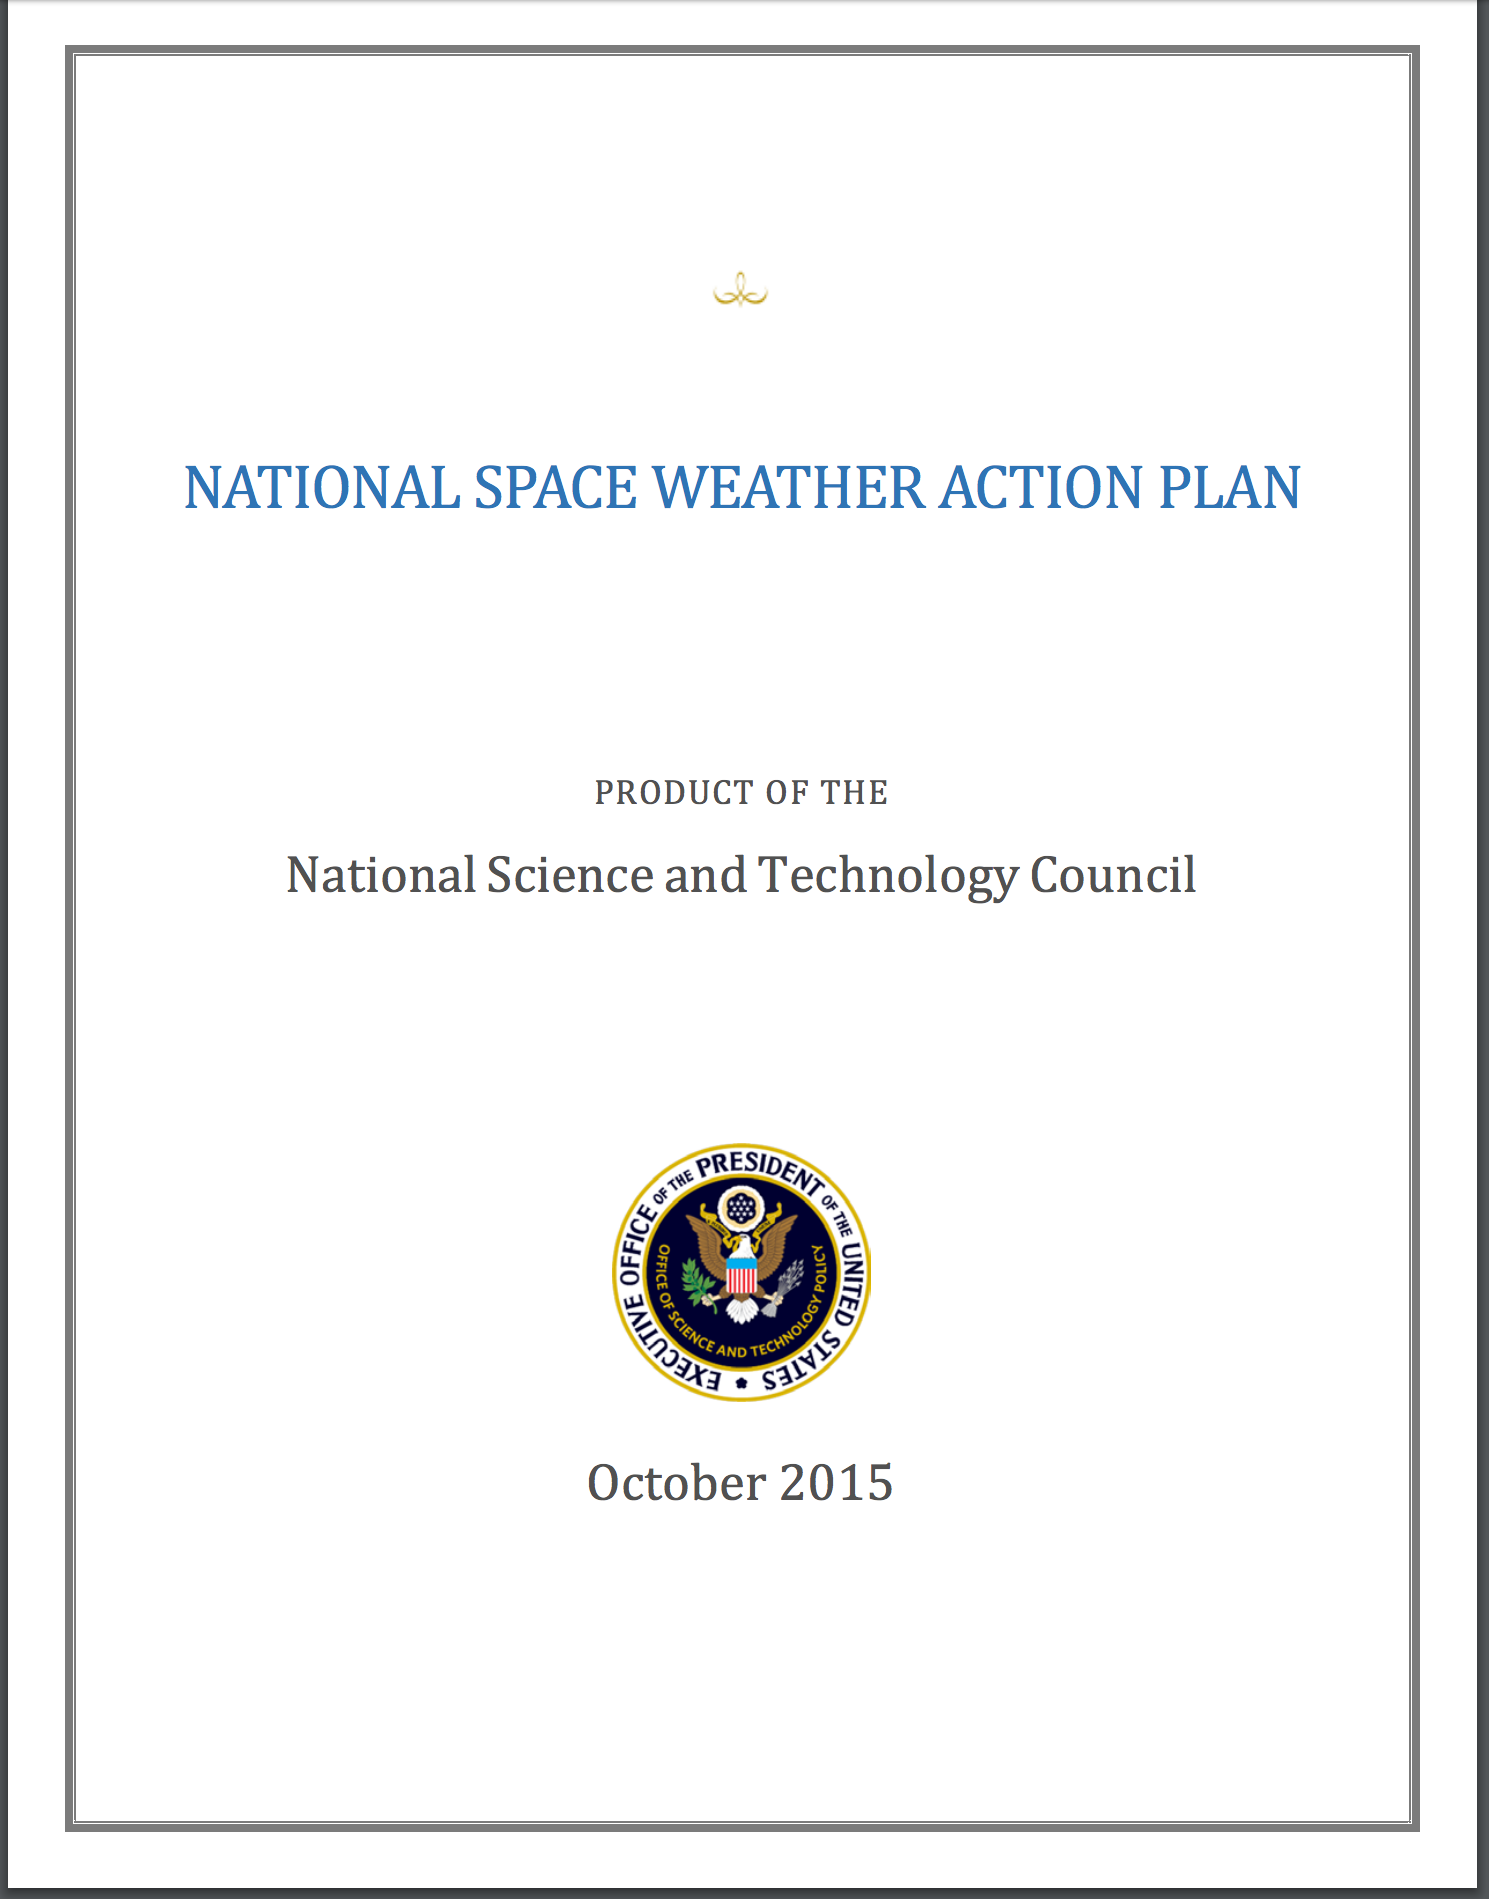 NATIONAL SPACE WEATHER ACTION PLAN
PRODUCT OF THE
National Science and Technology Council
EXECUTIVE OFFICE OF THE PRESIDENT OF THE UNITED STATES
OFFICE OF SCIENCE AND TECHNOLOGY POLICY
October 2015